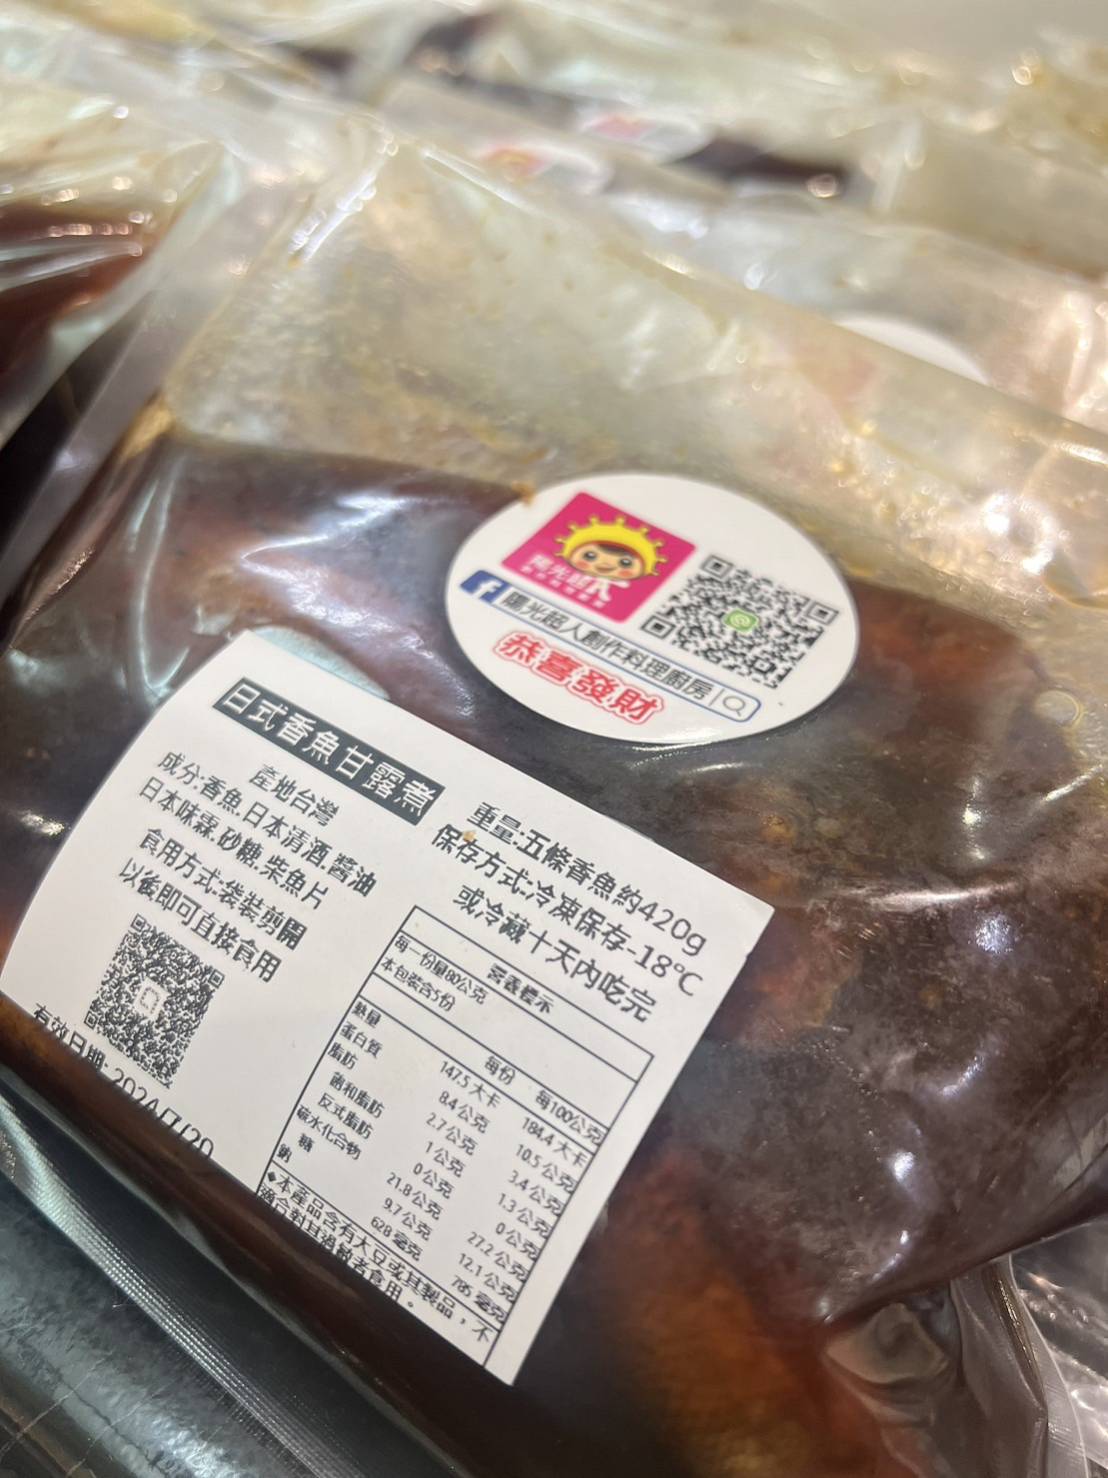 陽光超人
陽光超人創作料理廚房
恭喜發財
日式香魚甘露煮
產地台灣
成分:香魚.日本清酒.醬油
日本味霖.砂糖.柴魚片
食用方式:袋裝剪開
以後即可直接食用
有效日期:2024/7/20
重量:五條香魚約420g
保存方式:冷凍保存-18℃
或冷藏十天內吃完
營養標示
每一份量80公克
本包裝含5份
每份 每100公克
熱量 147.5 大卡 184.4 大卡
蛋白質 8.4 公克 10.5 公克
脂肪 2.7 公克 3.4 公克
飽和脂肪 1 公克 1.3 公克
反式脂肪 0 公克 0 公克
碳水化合物 21.8 公克 27.2 公克
糖 9.7 公克 12.1 公克
鈉 628 毫克 785 毫克
◆本產品含有大豆或其製品，不
適合對其過敏者食用。